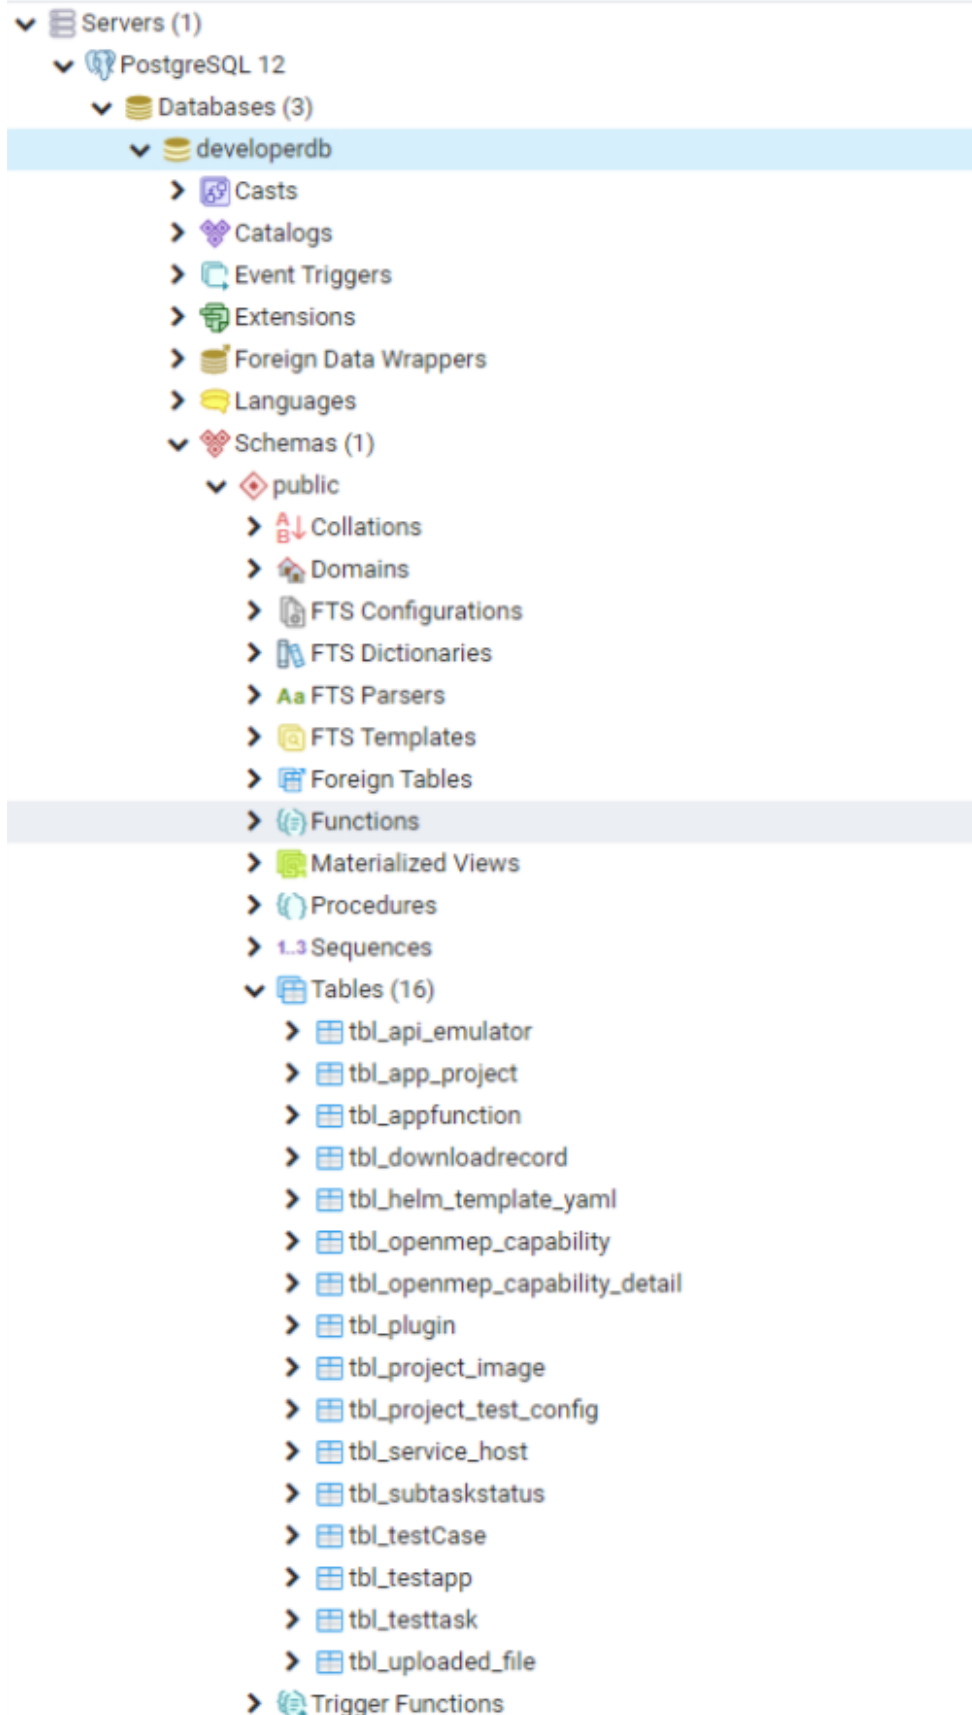 Servers (1)
PostgreSQL 12
Databases (3)
developerdb
Casts
Catalogs
Event Triggers
Extensions
Foreign Data Wrappers
Languages
Schemas (1)
public
Collations
Domains
FTS Configurations
FTS Dictionaries
Aa FTS Parsers
FTS Templates
Foreign Tables
Functions
Materialized Views
Procedures
1..3 Sequences
Tables (16)
tbl_api_emulator
tbl_app_project
tbl_appfunction
tbl_downloadrecord
tbl_helm_template_yaml
tbl_openmep_capability
tbl_openmep_capability_detail
tbl_plugin
tbl_project_image
tbl_project_test_config
tbl_service_host
tbl_subtaskstatus
tbl_testCase
tbl_testapp
tbl_testtask
tbl_uploaded_file
Trigger Functions